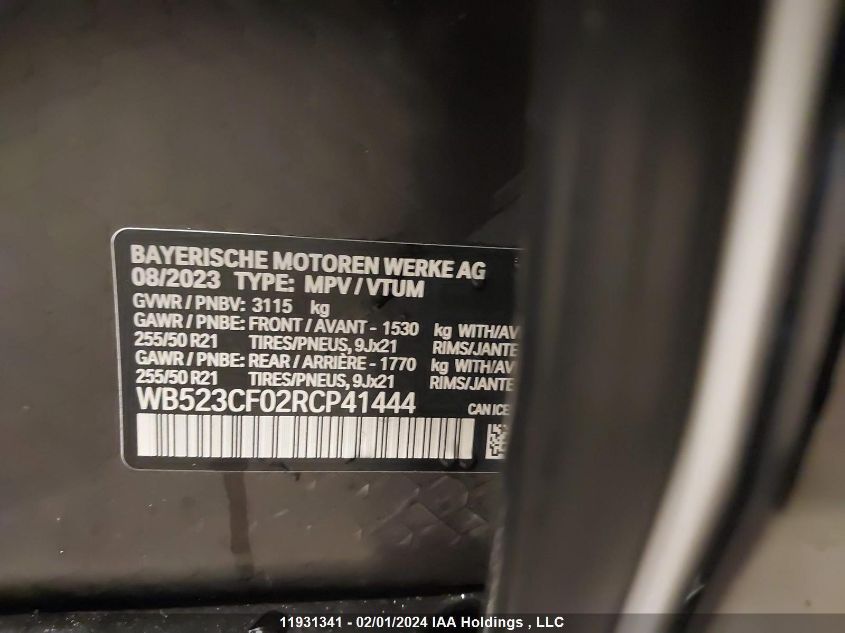 BAYERISCHE MOTOREN WERKE AG
08/2023 TYPE: MPV / VTUM
GVWR / PNBV: 3115 kg
GAWR / PNBE: FRONT / AVANT - 1530 kg WITH/AV
255/50 R21 TIRES/PNEUS, 9Jx21 RIMS/JANTE
GAWR / PNBE: REAR / ARRIÈRE - 1770 kg WITH/AV
255/50 R21 TIRES/PNEUS, 9Jx21 RIMS/JANTE
WB523CF02RCP41444 CAN ICE
11931341 - 02/01/2024 IAA Holdings , LLC